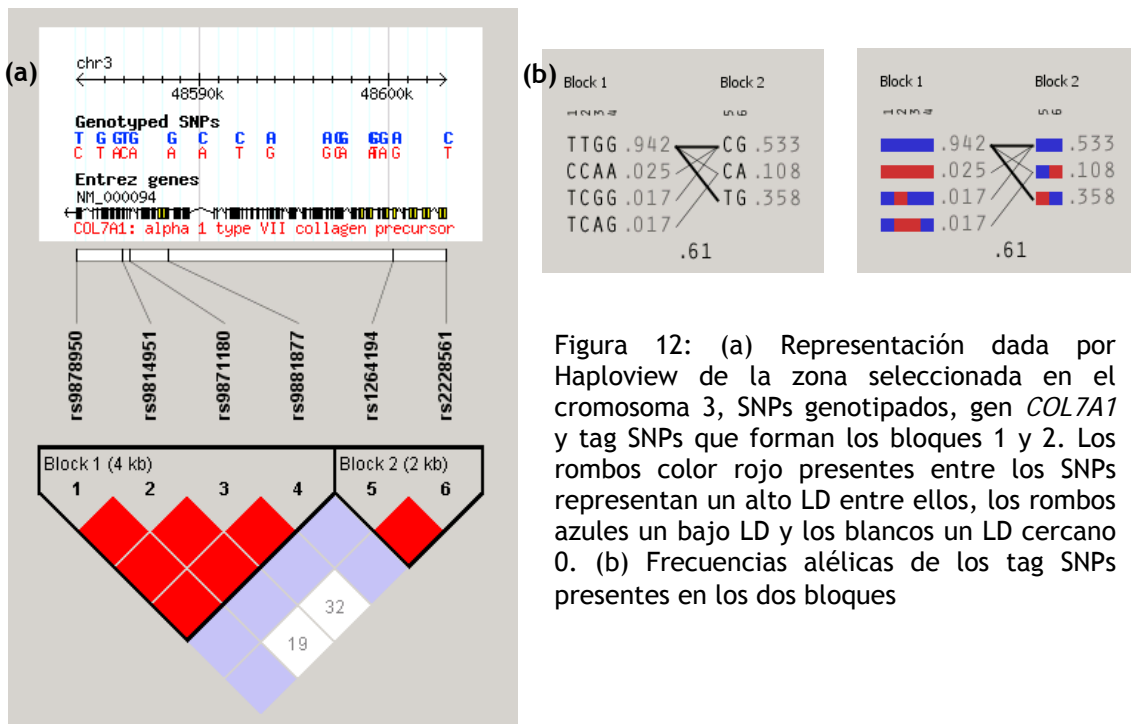 (a)
chr3
48590k 48600k
Genotyped SNPs
Entrez genes
NM_000094
COL7A1: alpha 1 type VII collagen precursor
rs9878950
rs9814951
rs9871180
rs9881877
rs1264194
rs2228561
Block 1 (4 kb) Block 2 (2 kb)
1 2 3 4 5 6
32
19
(b)
Block 1 Block 2
1 2 3 4 5 6
TTGG .942 CG .533
CCAA .025 CA .108
TCGG .017 TG .358
TCAG .017
.61
Block 1 Block 2
1 2 3 4 5 6
.942 .533
.025 .108
.017 .358
.017
.61
Figura 12: (a) Representación dada por
Haploview de la zona seleccionada en el
cromosoma 3, SNPs genotipados, gen COL7A1
y tag SNPs que forman los bloques 1 y 2. Los
rombos color rojo presentes entre los SNPs
representan un alto LD entre ellos, los rombos
azules un bajo LD y los blancos un LD cercano
0. (b) Frecuencias alélicas de los tag SNPs
presentes en los dos bloques